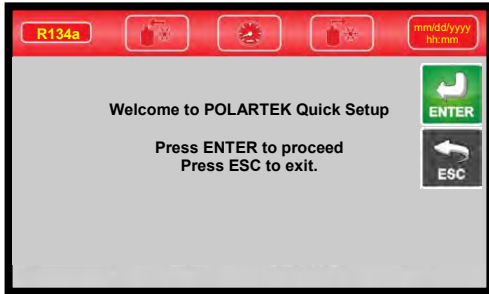 R134a
mm/dd/yyyy
hh:mm
Welcome to POLARTEK Quick Setup
Press ENTER to proceed
Press ESC to exit.
ENTER
ESC